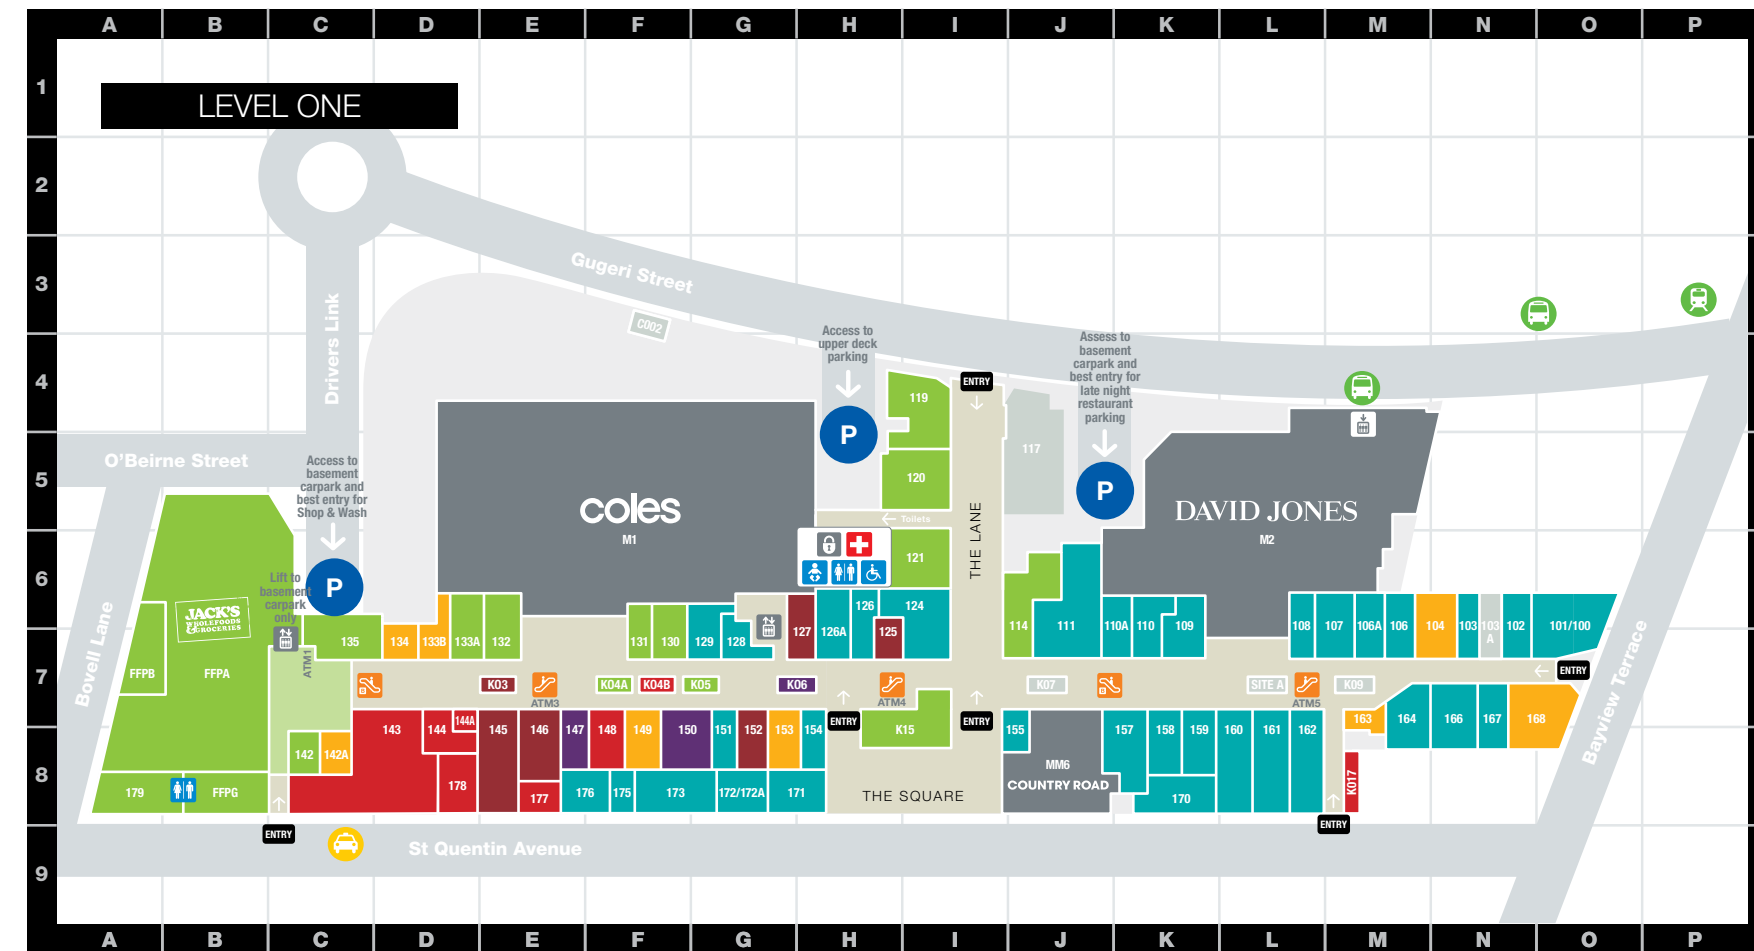 A B C D E F G H I J K L M N O P
1
LEVEL ONE
2
3
Gugeri Street
Drivers Link
C002
Access to
upper deck
parking
Assess to
basement
carpark and
best entry for
late night
restaurant
parking
4
ENTRY
119
P
117
O'Beirne Street
Access to
basement
carpark and
best entry for
Shop & Wash
5
P
120
coles
M1
DAVID JONES
M2
Toilets
THE LANE
121
6
P
Lift to
basement
carpark
only
Bovell Lane
JACK'S
WHOLEFOODS
& GROCERIES
135 134 133B 133A 132 131 130 129 128 127 126A 126 125 124 114 111 110A 110 109 108 107 106A 106 104 103 103
A 102 101/100
7
FFPB FFPA
ATM1
KO3 ATM3 KO4A KO4B KO5 KO6 ATM4 K07 SITE A ATM5 K09
ENTRY
Bayview Terrace
ENTRY K15 ENTRY
143 144 144A 145 146 147 148 149 150 151 152 153 154 155 157 158 159 160 161 162 163 164 166 167 168
142 142A
8
MM6
COUNTRY ROAD
K017
179 FFPG 178 177 176 175 173 172/172A 171 170
THE SQUARE
ENTRY ENTRY
St Quentin Avenue
9
A B C D E F G H I J K L M N O P